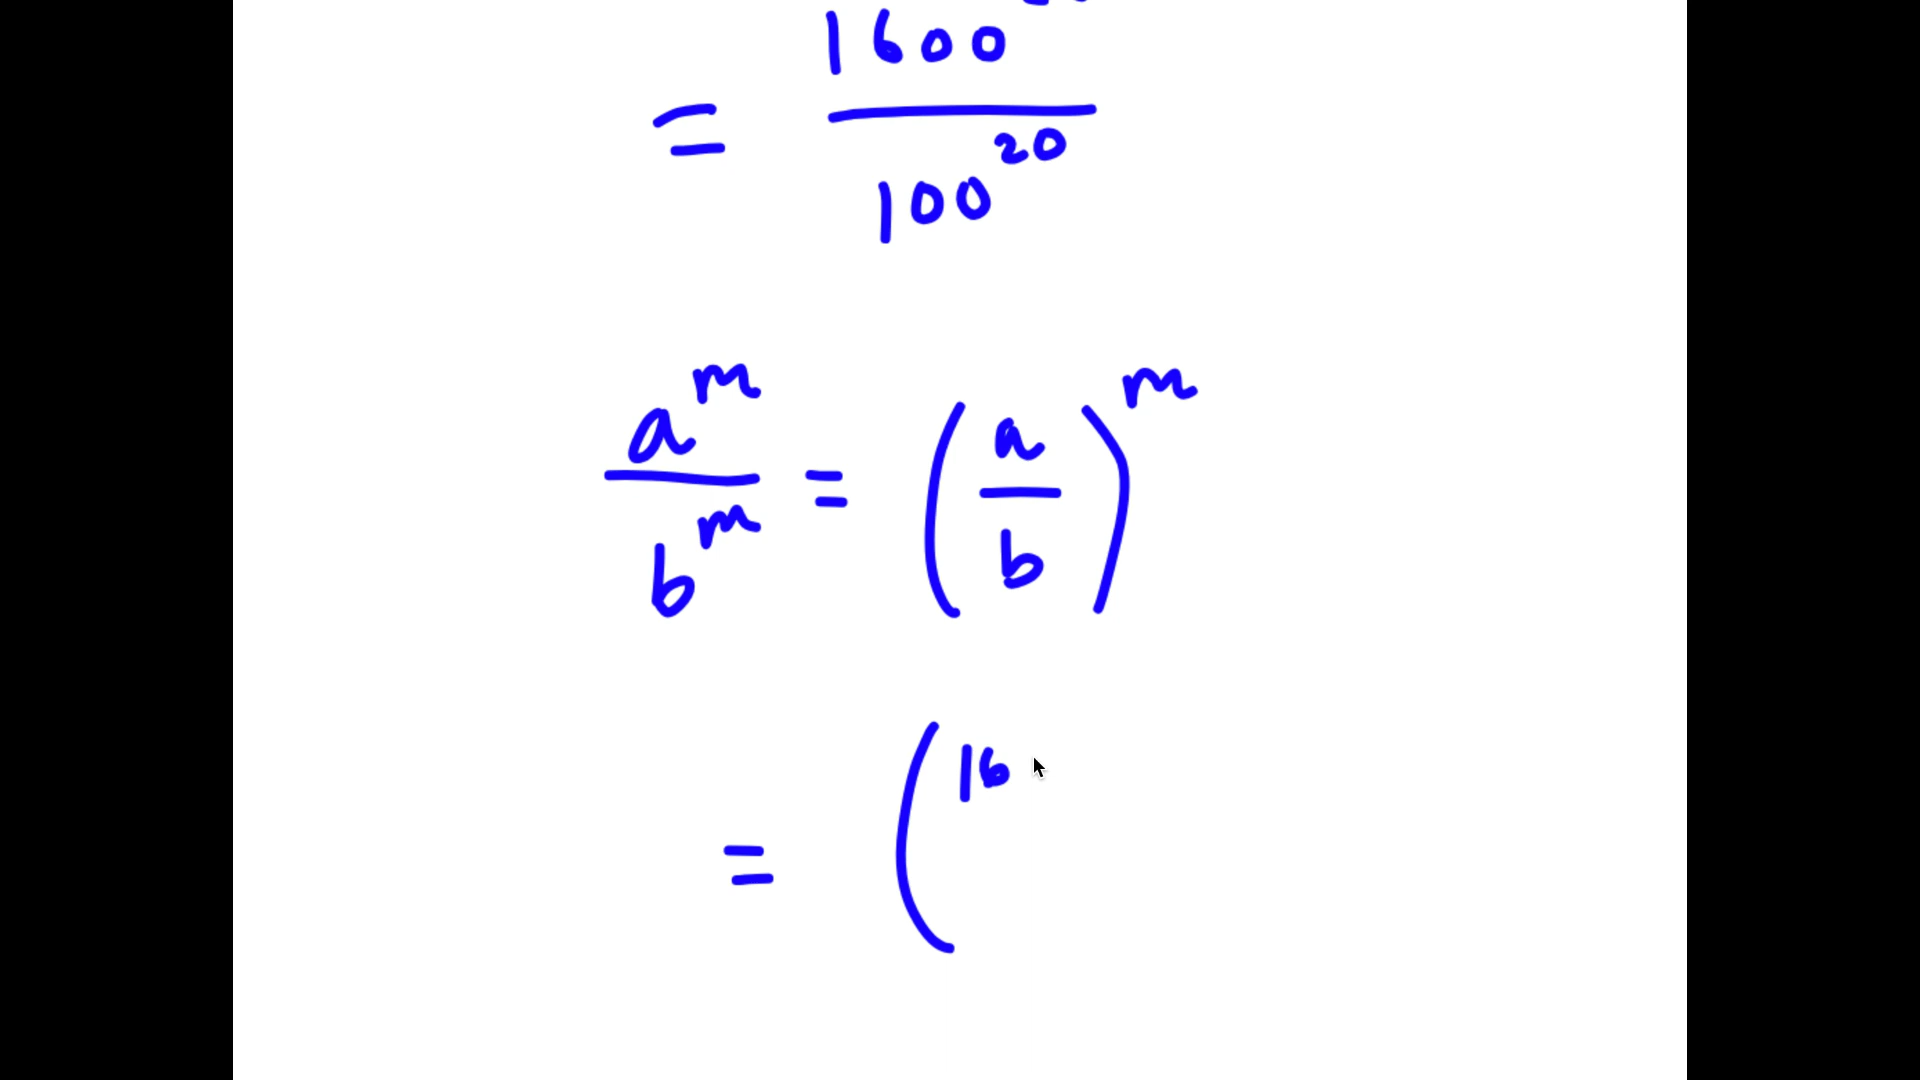 = 1600
100^20
a^m / b^m = (a / b)^m
= (16